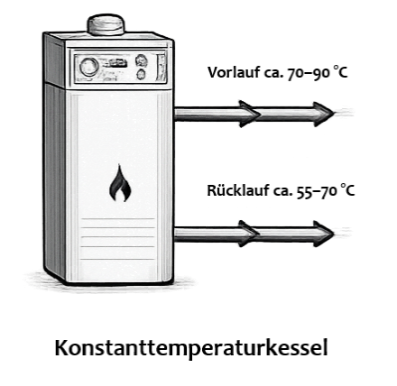 Vorlauf ca. 70–90 °C
Rücklauf ca. 55–70 °C
Konstanttemperaturkessel